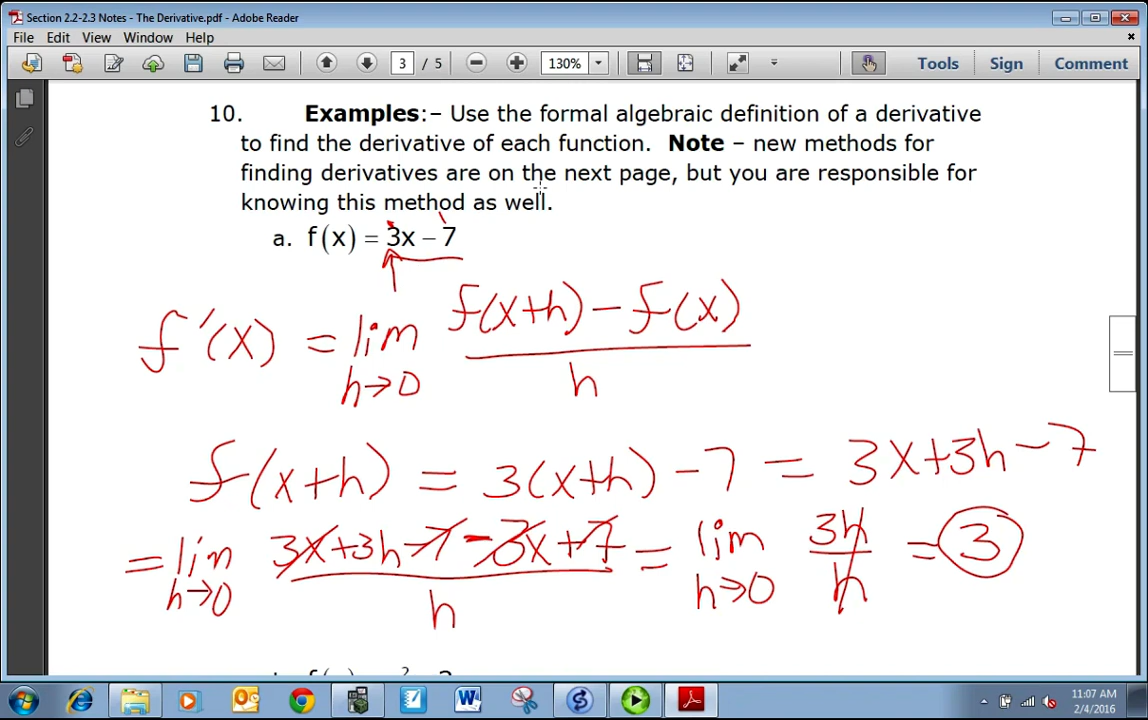 Section 2.2-2.3 Notes - The Derivative.pdf - Adobe Reader
File Edit View Window Help
3 / 5 130% Tools Sign Comment
10. Examples:– Use the formal algebraic definition of a derivative
to find the derivative of each function. Note – new methods for
finding derivatives are on the next page, but you are responsible for
knowing this method as well.
a. f(x) = 3x – 7
f'(x) = lim h→0 f(x+h) - f(x) / h
f(x+h) = 3(x+h) - 7 = 3x+3h-7
= lim h→0 3x+3h-7-3x+7 / h = lim h→0 3h / h = 3
11:07 AM
2/4/2016